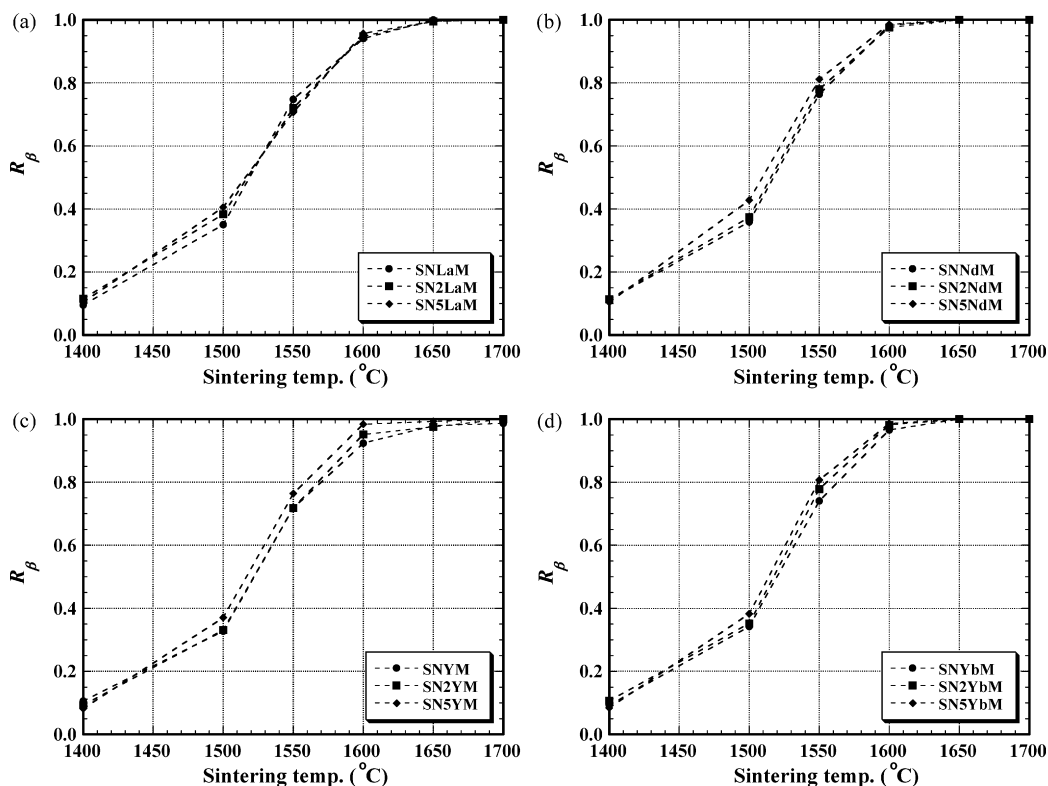 (a)
1.0
0.8
0.6
0.4
0.2
0.0
R_β
SNLaM
SN2LaM
SN5LaM
1400 1450 1500 1550 1600 1650 1700
Sintering temp. (°C)
(b)
1.0
0.8
0.6
0.4
0.2
0.0
R_β
SNNdM
SN2NdM
SN5NdM
1400 1450 1500 1550 1600 1650 1700
Sintering temp. (°C)
(c)
1.0
0.8
0.6
0.4
0.2
0.0
R_β
SNYM
SN2YM
SN5YM
1400 1450 1500 1550 1600 1650 1700
Sintering temp. (°C)
(d)
1.0
0.8
0.6
0.4
0.2
0.0
R_β
SNYbM
SN2YbM
SN5YbM
1400 1450 1500 1550 1600 1650 1700
Sintering temp. (°C)